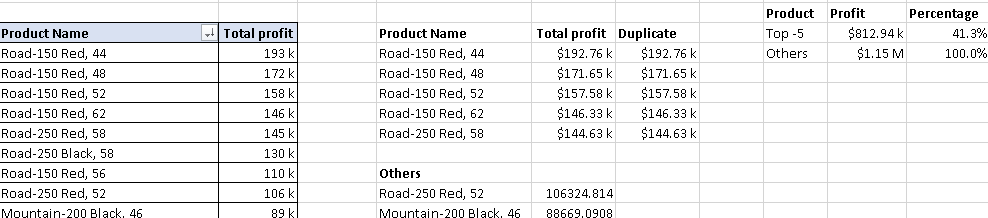 Product Profit Percentage
Product Name Total profit Product Name Total profit Duplicate Top -5 $812.94 k 41.3%
Road-150 Red, 44 193 k Road-150 Red, 44 $192.76 k $192.76 k Others $1.15 M 100.0%
Road-150 Red, 48 172 k Road-150 Red, 48 $171.65 k $171.65 k
Road-150 Red, 52 158 k Road-150 Red, 52 $157.58 k $157.58 k
Road-150 Red, 62 146 k Road-150 Red, 62 $146.33 k $146.33 k
Road-250 Red, 58 145 k Road-250 Red, 58 $144.63 k $144.63 k
Road-250 Black, 58 130 k
Road-150 Red, 56 110 k Others
Road-250 Red, 52 106 k Road-250 Red, 52 106324.814
Mountain-200 Black, 46 89 k Mountain-200 Black, 46 88669.0908